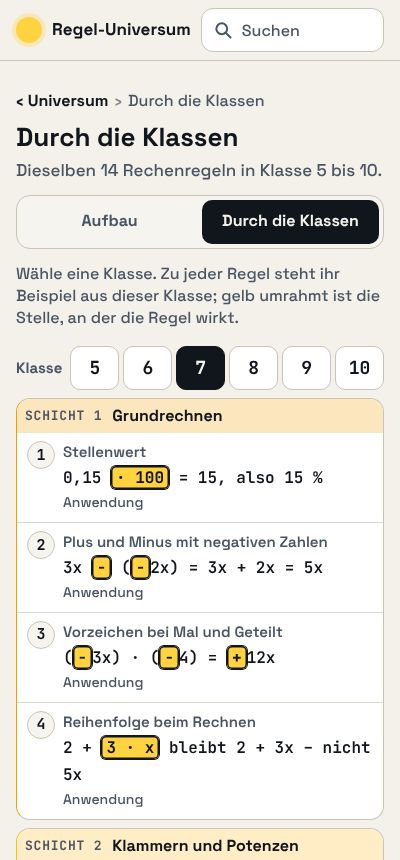 Regel-Universum
Suchen
‹ Universum > Durch die Klassen
Durch die Klassen
Dieselben 14 Rechenregeln in Klasse 5 bis 10.
Aufbau
Durch die Klassen
Wähle eine Klasse. Zu jeder Regel steht ihr
Beispiel aus dieser Klasse; gelb umrahmt ist die
Stelle, an der die Regel wirkt.
Klasse 5 6 7 8 9 10
SCHICHT 1 Grundrechnen
1 Stellenwert
0,15 · 100 = 15, also 15 %
Anwendung
2 Plus und Minus mit negativen Zahlen
3x - (-2x) = 3x + 2x = 5x
Anwendung
3 Vorzeichen bei Mal und Geteilt
(-3x) · (-4) = +12x
Anwendung
4 Reihenfolge beim Rechnen
2 + 3 · x bleibt 2 + 3x – nicht
5x
Anwendung
SCHICHT 2 Klammern und Potenzen